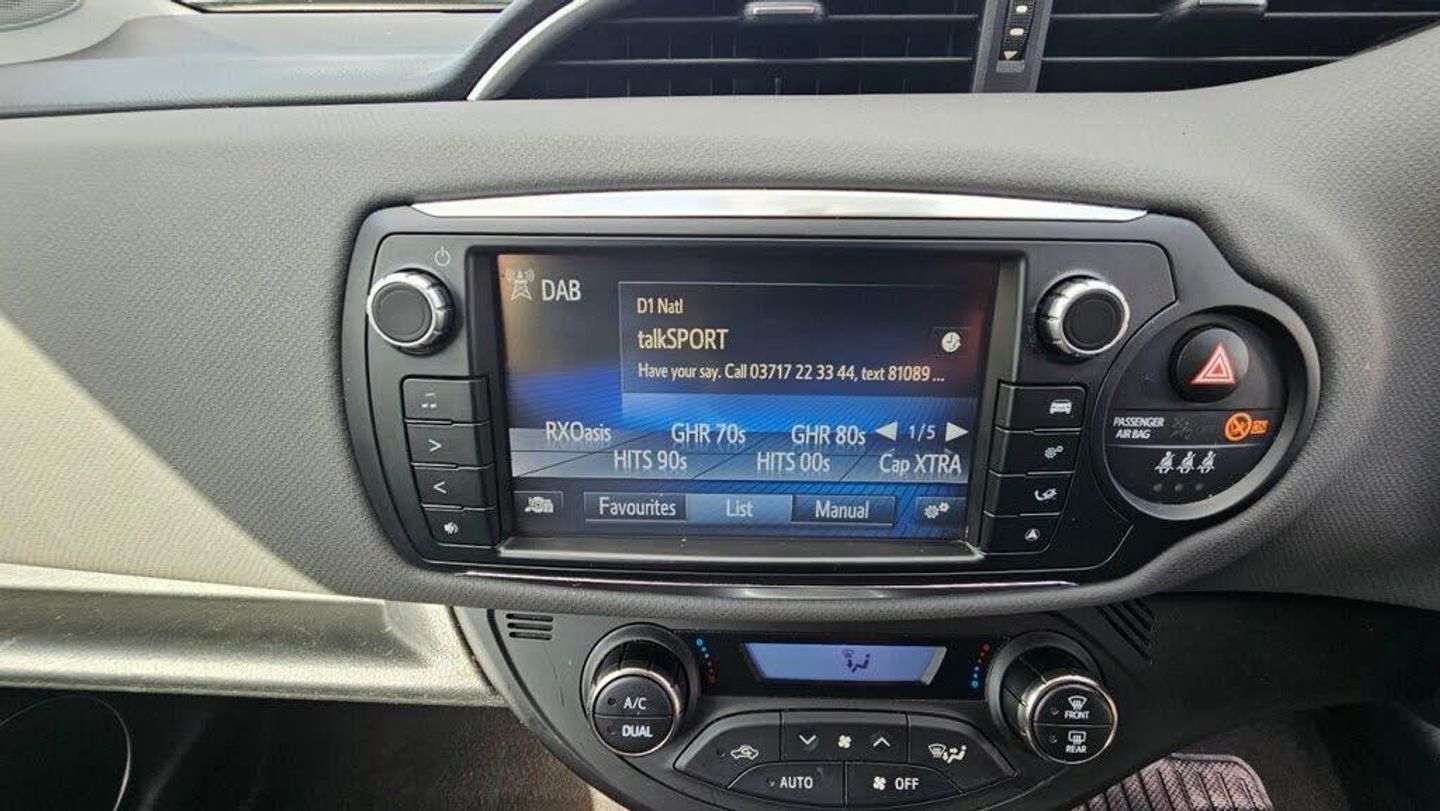 DAB
D1 Natl
talkSPORT
Have your say. Call 03717 22 33 44, text 81089 ...
RXOasis GHR 70s GHR 80s 1/5
HITS 90s HITS 00s Cap XTRA
Favourites List Manual
PASSENGER
AIR BAG
A/C
DUAL
FRONT
REAR
AUTO
OFF